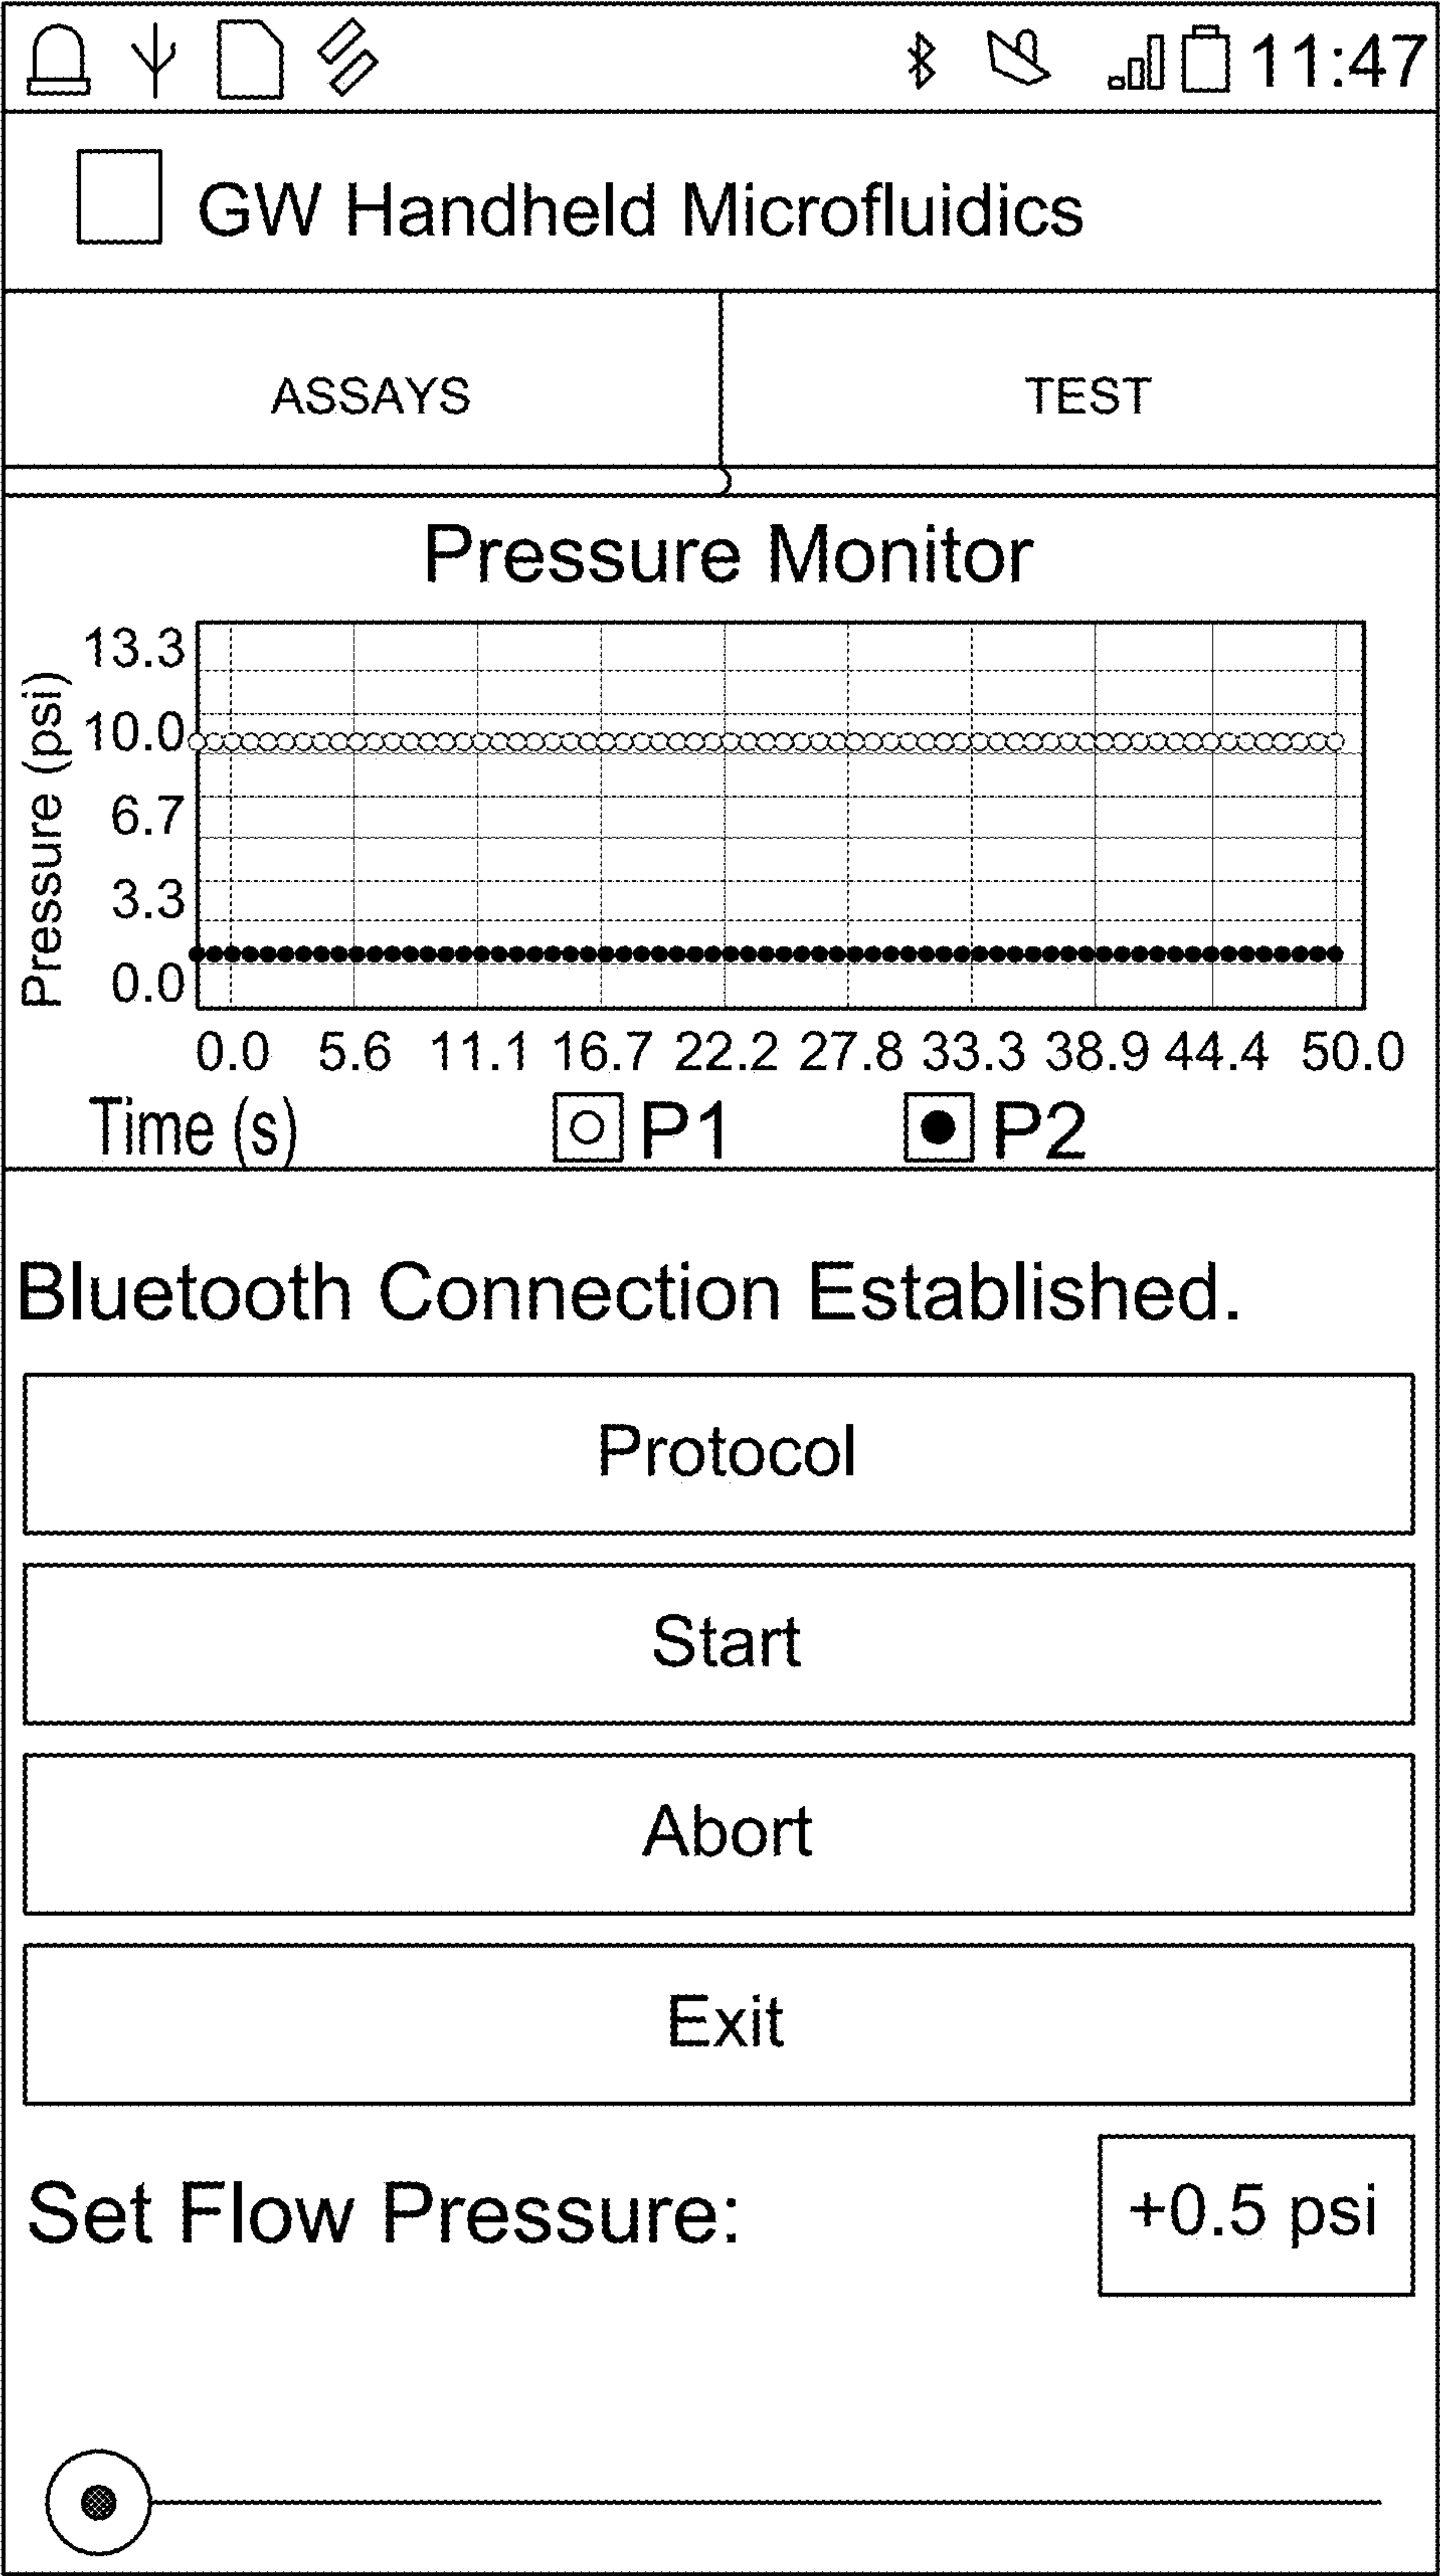 11:47
GW Handheld Microfluidics
ASSAYS
TEST
Pressure Monitor
Pressure (psi)
13.3
10.0
6.7
3.3
0.0
0.0 5.6 11.1 16.7 22.2 27.8 33.3 38.9 44.4 50.0
Time (s) P1 P2
Bluetooth Connection Established.
Protocol
Start
Abort
Exit
Set Flow Pressure: +0.5 psi